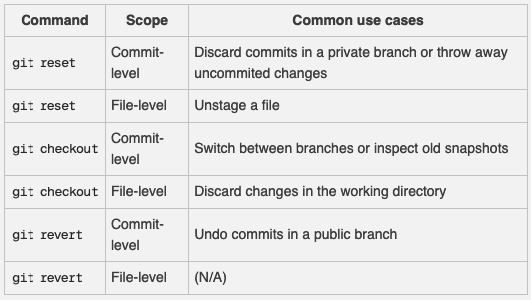 Command Scope Common use cases
git reset Commit-level Discard commits in a private branch or throw away uncommited changes
git reset File-level Unstage a file
git checkout Commit-level Switch between branches or inspect old snapshots
git checkout File-level Discard changes in the working directory
git revert Commit-level Undo commits in a public branch
git revert File-level (N/A)